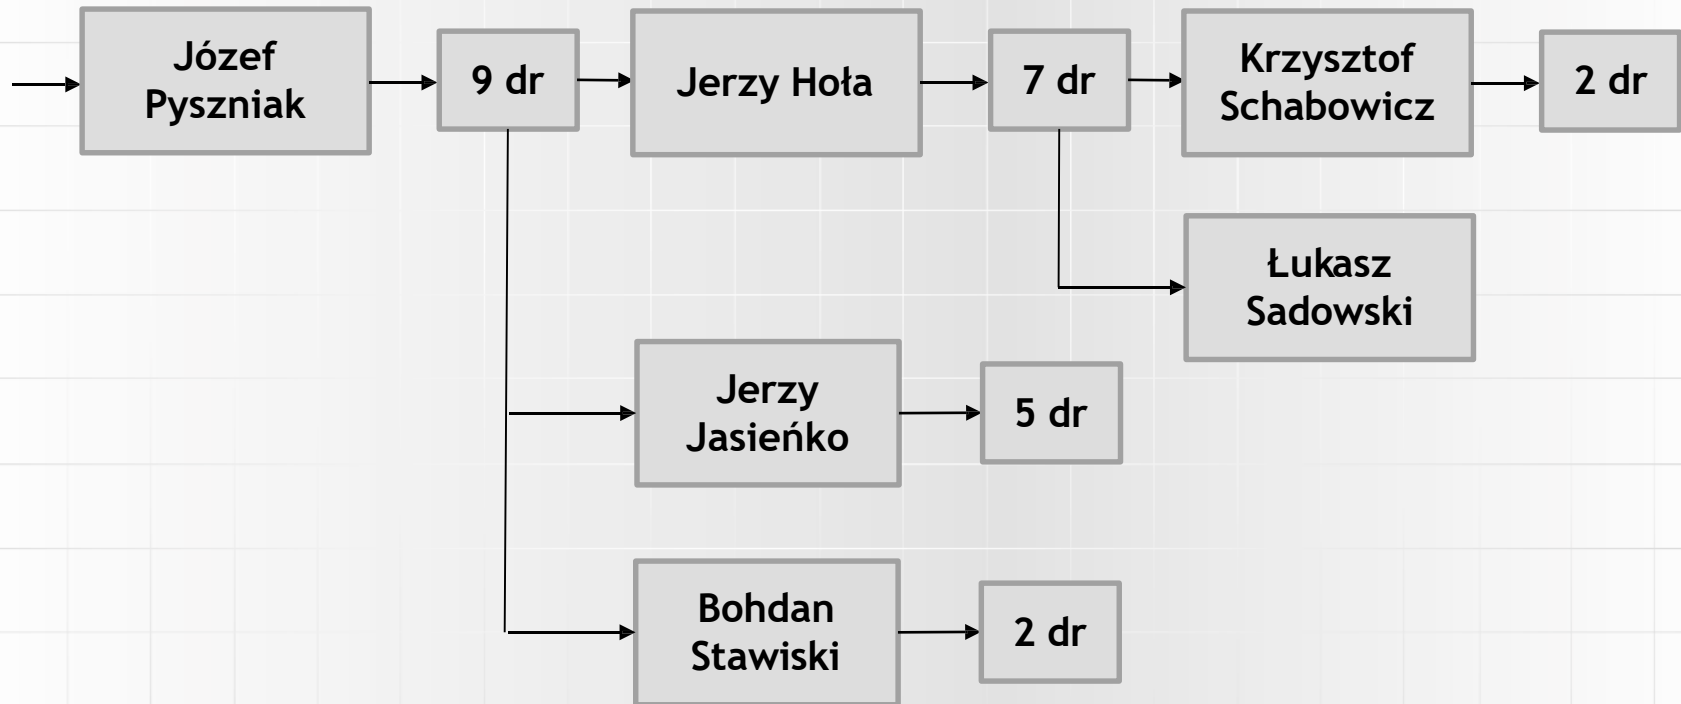 Józef
Pyszniak
9 dr
Jerzy Hoła
7 dr
Krzysztof
Schabowicz
2 dr
Łukasz
Sadowski
Jerzy
Jasieńko
5 dr
Bohdan
Stawiski
2 dr